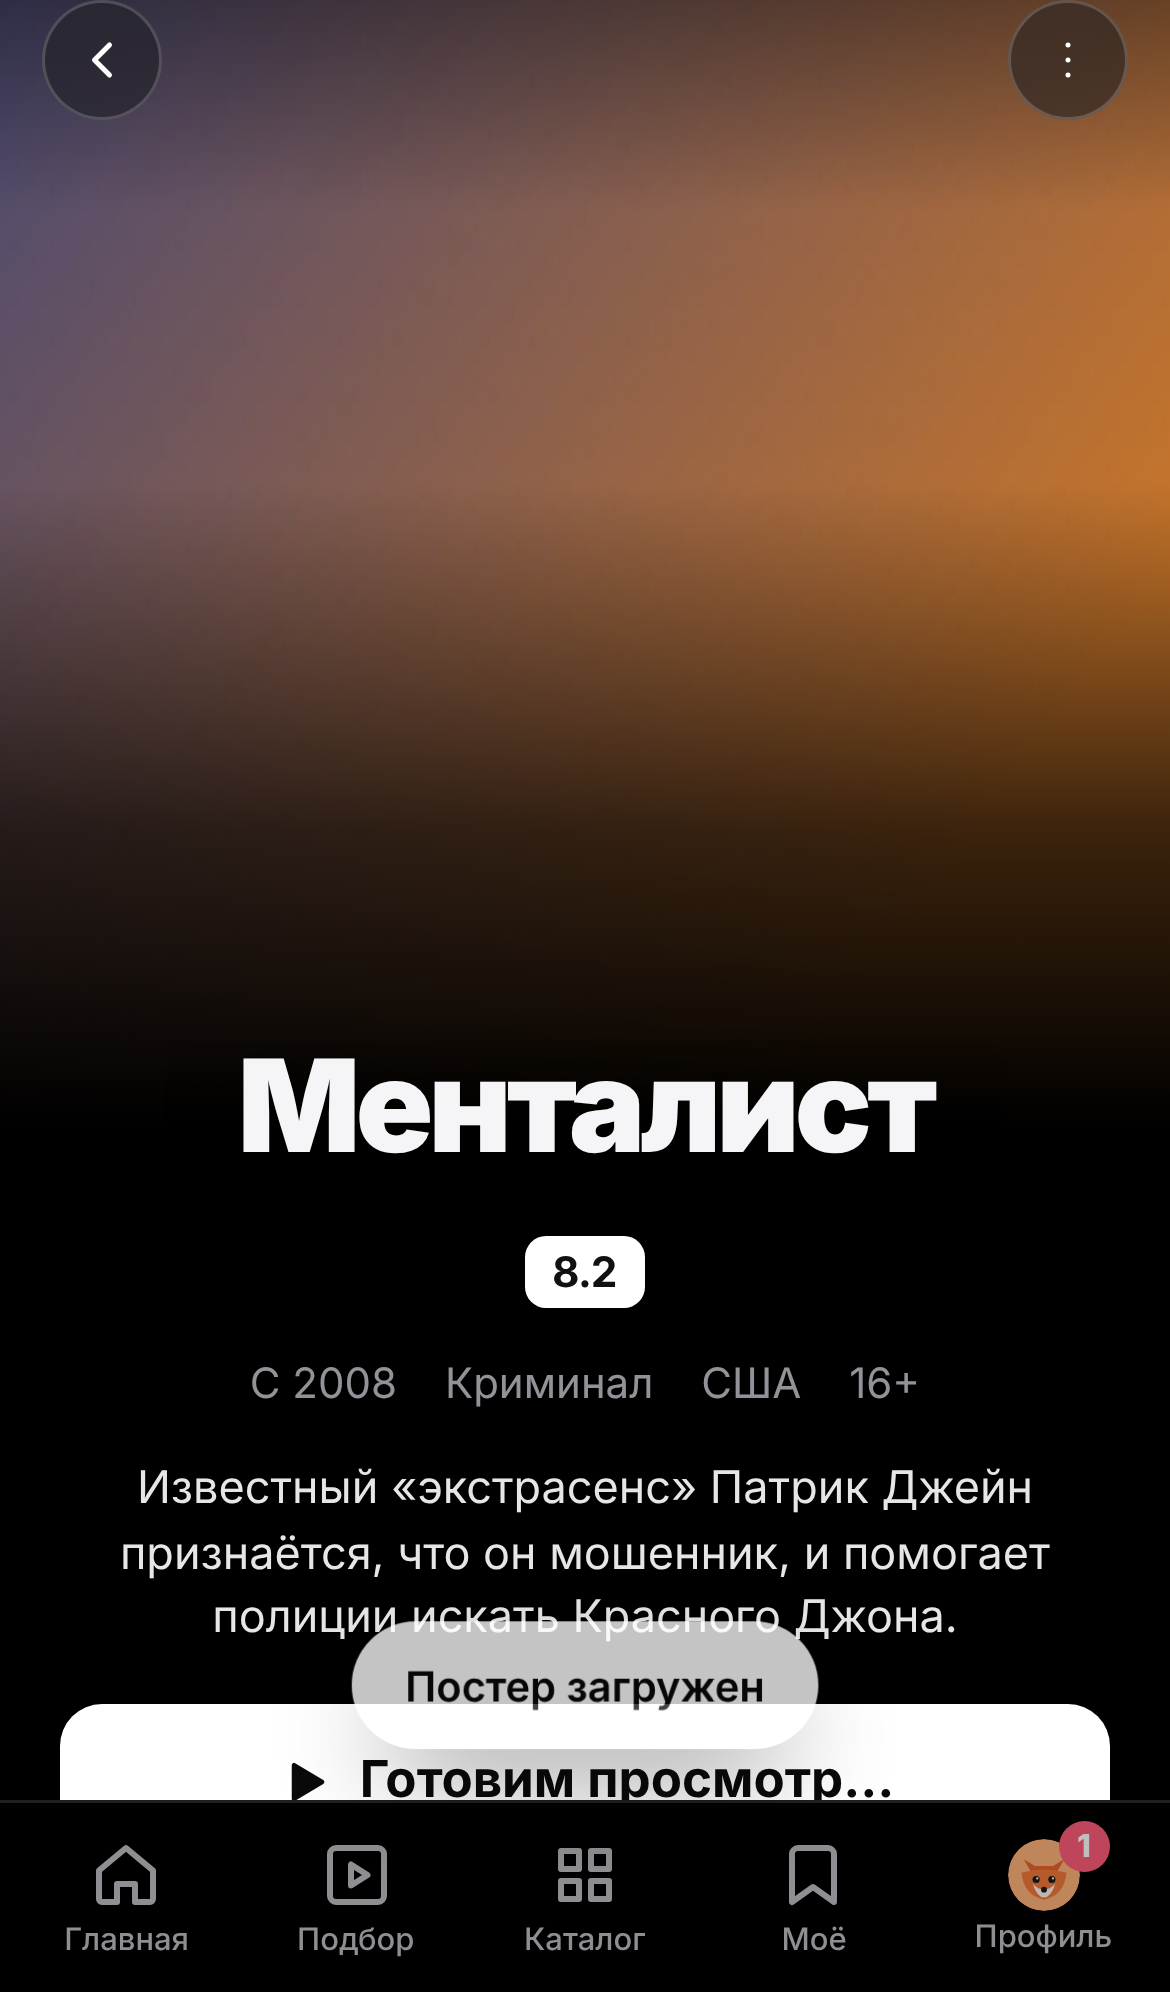 Менталист
8.2
С 2008 Криминал США 16+
Известный «экстрасенс» Патрик Джейн
признаётся, что он мошенник, и помогает
полиции искать Красного Джона.
Постер загружен
Готовим просмотр...
1
Главная Подбор Каталог Моё Профиль